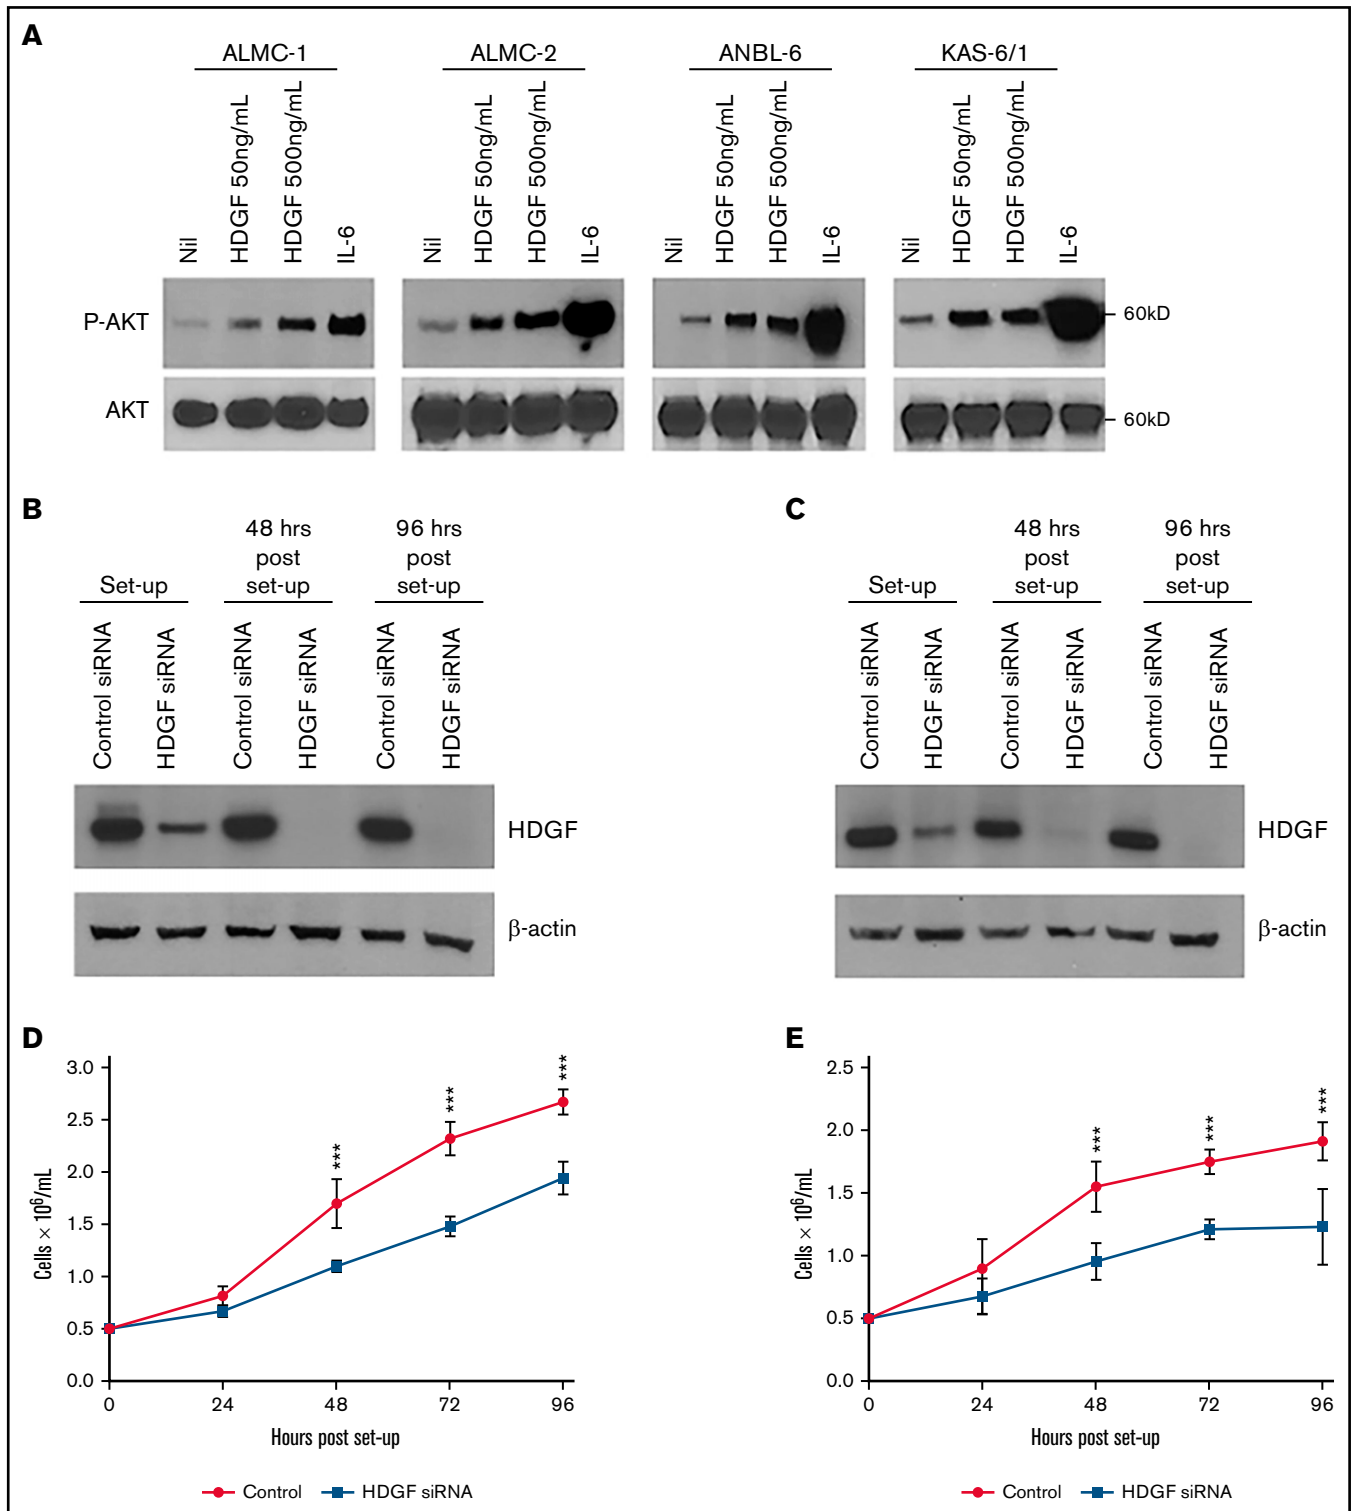 A
ALMC-1
ALMC-2
ANBL-6
KAS-6/1
Nil
HDGF 50ng/mL
HDGF 500ng/mL
IL-6
Nil
HDGF 50ng/mL
HDGF 500ng/mL
IL-6
Nil
HDGF 50ng/mL
HDGF 500ng/mL
IL-6
Nil
HDGF 50ng/mL
HDGF 500ng/mL
IL-6
P-AKT
60kD
AKT
60kD
B
Set-up
48 hrs
post
set-up
96 hrs
post
set-up
Control siRNA
HDGF siRNA
Control siRNA
HDGF siRNA
Control siRNA
HDGF siRNA
HDGF
β-actin
C
Set-up
48 hrs
post
set-up
96 hrs
post
set-up
Control siRNA
HDGF siRNA
Control siRNA
HDGF siRNA
Control siRNA
HDGF siRNA
HDGF
β-actin
D
Cells × 10⁶/mL
3.0
2.5
2.0
1.5
1.0
0.5
0.0
***
***
***
0
24
48
72
96
Hours post set-up
Control
HDGF siRNA
E
Cells × 10⁶/mL
2.5
2.0
1.5
1.0
0.5
0.0
***
***
***
0
24
48
72
96
Hours post set-up
Control
HDGF siRNA